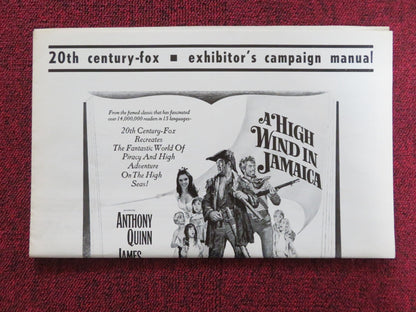 20th century-fox ■ exhibitor's campaign manual
From the famed classic that has fascinated
over 14,000,000 readers in 15 languages-
20th Century-Fox
Recreates
The Fantastic World Of
Piracy And High
Adventure
On The High
Seas!
A HIGH
WIND IN
JAMAICA
ANTHONY
QUINN
JAMES